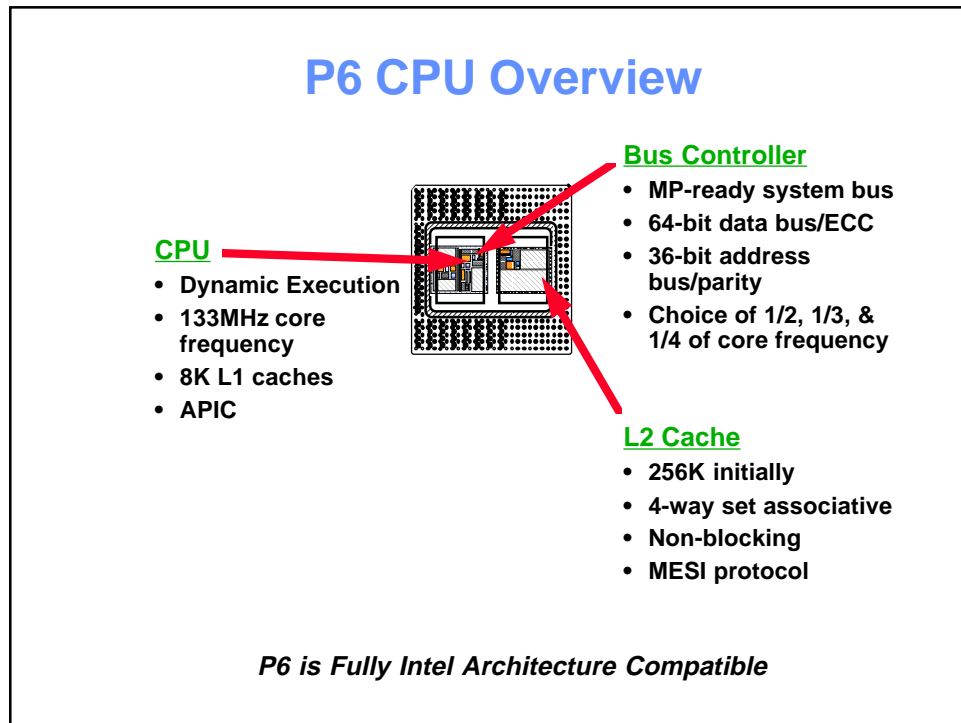 P6 CPU Overview
CPU
• Dynamic Execution
• 133MHz core
frequency
• 8K L1 caches
• APIC
Bus Controller
• MP-ready system bus
• 64-bit data bus/ECC
• 36-bit address
bus/parity
• Choice of 1/2, 1/3, &
1/4 of core frequency
L2 Cache
• 256K initially
• 4-way set associative
• Non-blocking
• MESI protocol
P6 is Fully Intel Architecture Compatible